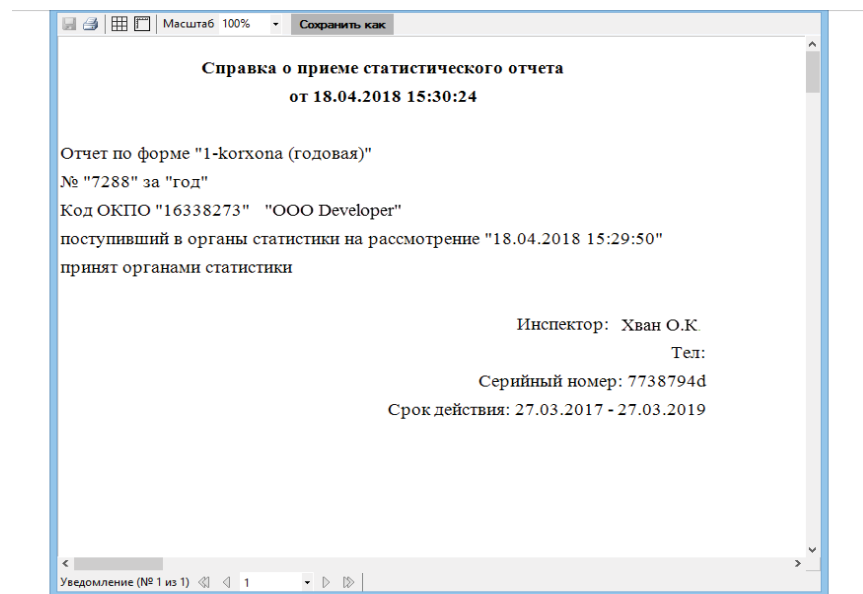 Масштаб 100% Сохранить как
Справка о приеме статистического отчета
от 18.04.2018 15:30:24
Отчет по форме "1-korxona (годовая)"
№ "7288" за "год"
Код ОКПО "16338273" "ООО Developer"
поступивший в органы статистики на рассмотрение "18.04.2018 15:29:50"
принят органами статистики
Инспектор: Хван О.К.
Тел:
Серийный номер: 7738794d
Срок действия: 27.03.2017 - 27.03.2019
Уведомление (№ 1 из 1) 1